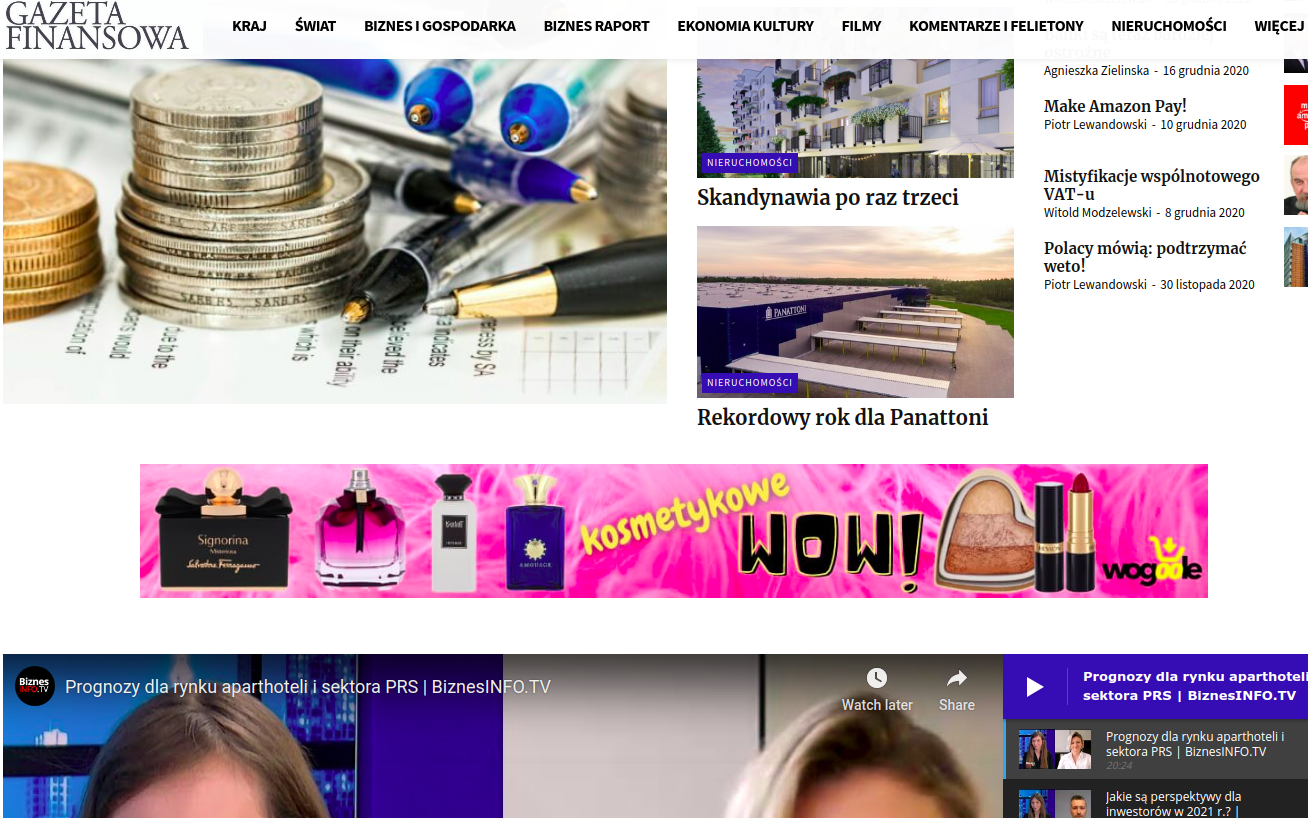 GAZETA
FINANSOWA
KRAJ
ŚWIAT
BIZNES I GOSPODARKA
BIZNES RAPORT
EKONOMIA KULTURY
FILMY
KOMENTARZE I FELIETONY
NIERUCHOMOŚCI
WIĘCEJ
ostrożne
Agnieszka Zielinska - 16 grudnia 2020
Make Amazon Pay!
Piotr Lewandowski - 10 grudnia 2020
Mistyfikacje wspólnotowego
VAT-u
Witold Modzelewski - 8 grudnia 2020
Polacy mówią: podtrzymać
weto!
Piotr Lewandowski - 30 listopada 2020
NIERUCHOMOŚCI
Skandynawia po raz trzeci
PANATTONI
NIERUCHOMOŚCI
Rekordowy rok dla Panattoni
Signorina
Misteriosa
Salvatore Ferragamo
AMOUAGE
kosmetykowe
WOW!
REVLON
wogoole
Biznes
INFO.TV
Prognozy dla rynku aparthoteli i sektora PRS | BiznesINFO.TV
Watch later
Share
Prognozy dla rynku aparthoteli
sektora PRS | BiznesINFO.TV
Prognozy dla rynku aparthoteli i
sektora PRS | BiznesINFO.TV
20:24
Jakie są perspektywy dla
inwestorów w 2021 r.? |